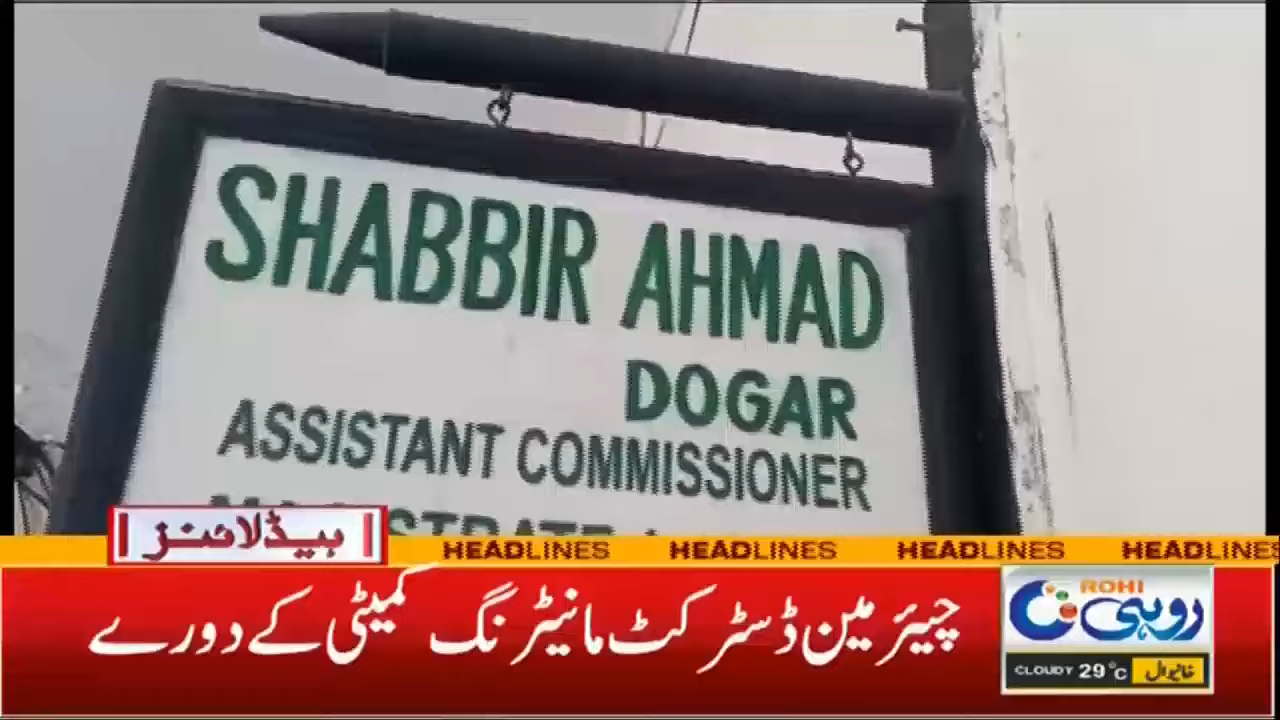 SHABBIR AHMAD
DOGAR
ASSISTANT COMMISSIONER
ہیڈلائنز
HEADLINES HEADLINES HEADLINES HEADLINES
چیئرمین ڈسٹرکٹ مانیٹرنگ کمیٹی کے دورے
ROHI
روہی
CLOUDY 29°C خانیوال